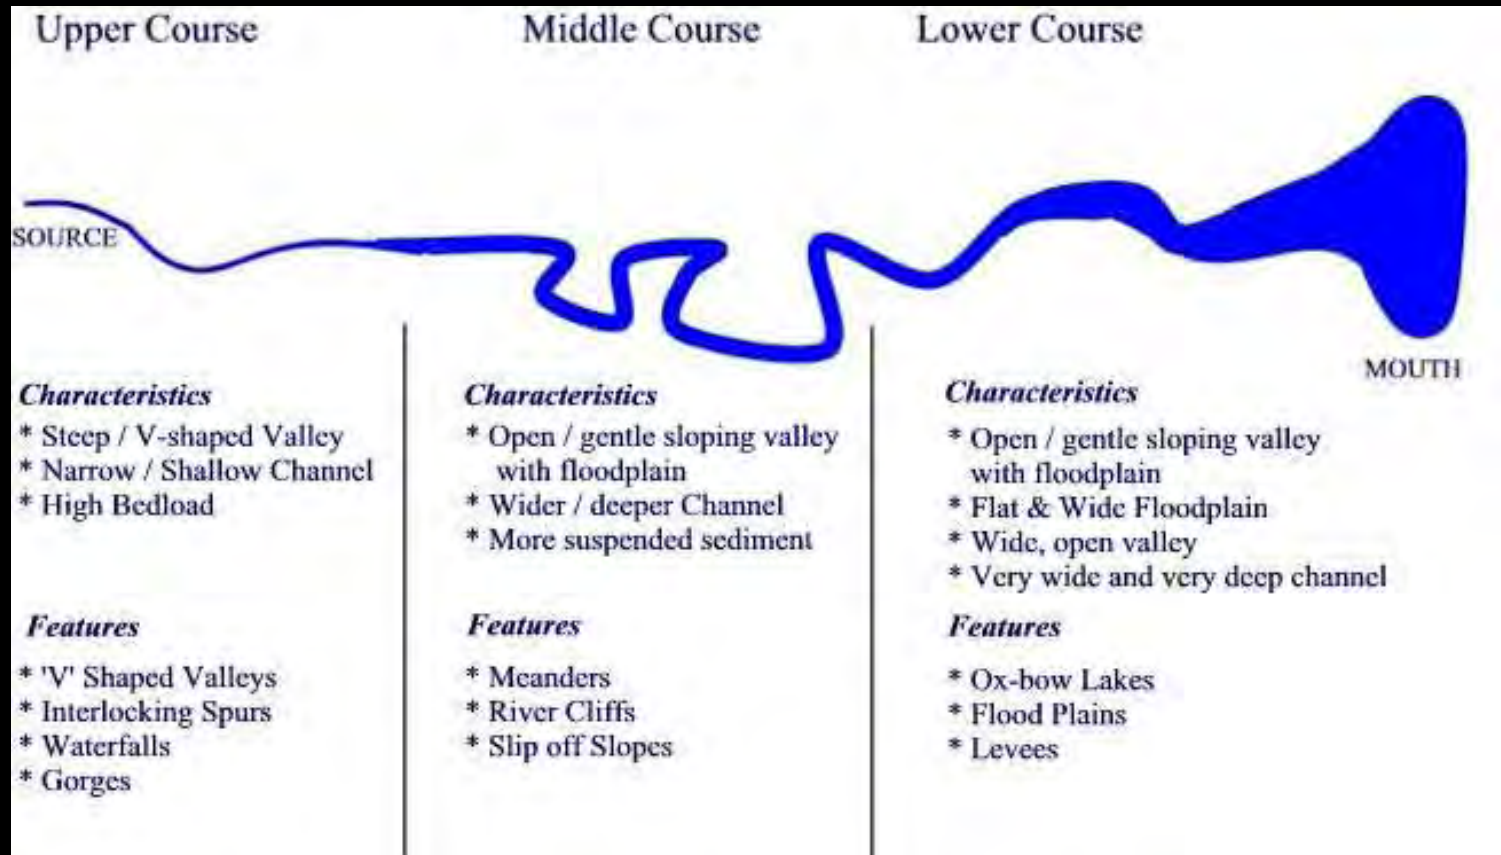 Upper Course
Middle Course
Lower Course
SOURCE
MOUTH
Characteristics
* Steep / V-shaped Valley
* Narrow / Shallow Channel
* High Bedload
Features
* 'V' Shaped Valleys
* Interlocking Spurs
* Waterfalls
* Gorges
Characteristics
* Open / gentle sloping valley
with floodplain
* Wider / deeper Channel
* More suspended sediment
Features
* Meanders
* River Cliffs
* Slip off Slopes
Characteristics
* Open / gentle sloping valley
with floodplain
* Flat & Wide Floodplain
* Wide, open valley
* Very wide and very deep channel
Features
* Ox-bow Lakes
* Flood Plains
* Levees